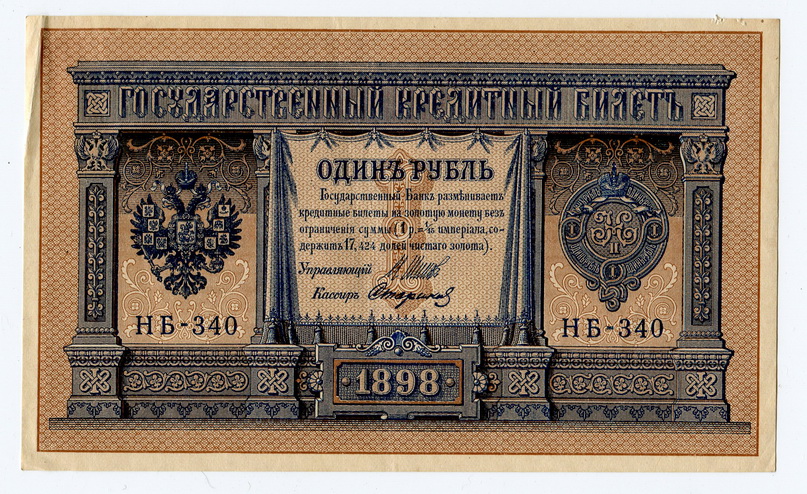 ГОСУДАРСТВЕННЫЙ КРЕДИТНЫЙ БИЛЕТЪ
ОДИНЪ РУБЛЬ
Государственный Банкъ размѣниваетъ
кредитные билеты на золотую монету безъ
ограниченія суммы (1 р. = 1/15 имперіала, со-
держитъ 17,424 долей чистаго золота).
Управляющій
Кассиръ
НБ-340
НБ-340
1898